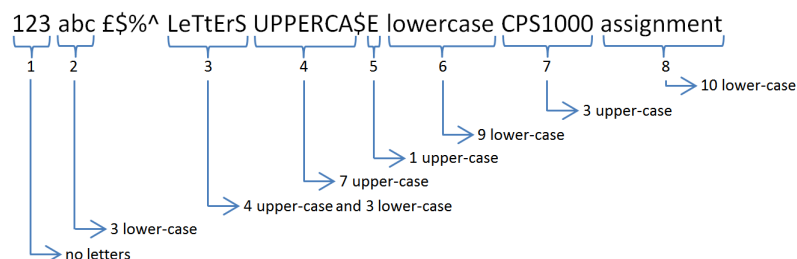 123 abc £$%^ LeTtErS UPPERCA$E lowercase CPS1000 assignment
1 2 3 4 5 6 7 8
10 lower-case
3 upper-case
9 lower-case
1 upper-case
7 upper-case
4 upper-case and 3 lower-case
3 lower-case
no letters